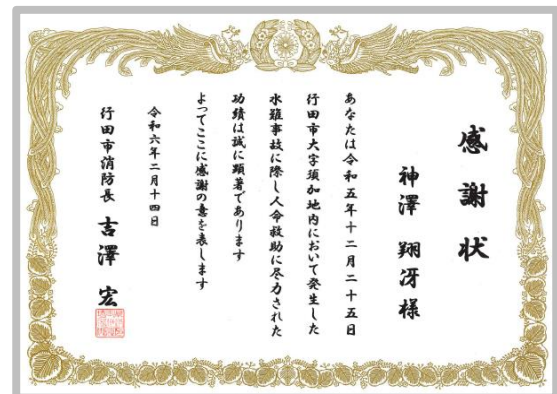 感謝状
神澤 翔冴様
あなたは令和五年十二月二十五日
行田市大字須加地内において発生した
水難事故に際し人命救助に尽力された
功績は誠に顕著であります
よってここに感謝の意を表します
令和六年二月十四日
行田市消防長 吉澤 宏